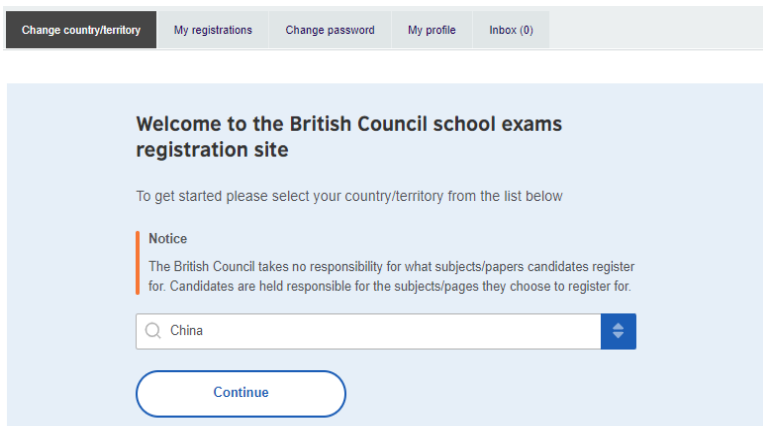 Change country/territory My registrations Change password My profile Inbox (0)
Welcome to the British Council school exams
registration site
To get started please select your country/territory from the list below
Notice
The British Council takes no responsibility for what subjects/papers candidates register
for. Candidates are held responsible for the subjects/pages they choose to register for.
China
Continue